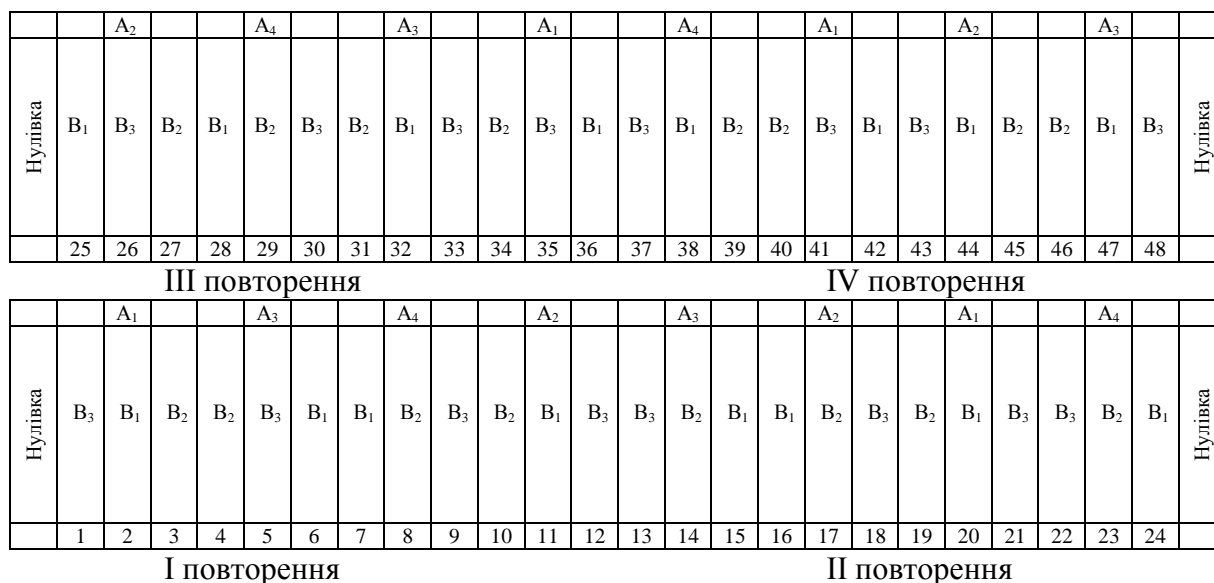 A₂ A₄ A₃ A₁ A₄ A₁ A₂ A₃
Нулівка B₁ B₃ B₂ B₁ B₂ B₃ B₂ B₁ B₃ B₂ B₃ B₁ B₃ B₁ B₂ B₂ B₃ B₁ B₃ B₁ B₂ B₂ B₁ B₃ Нулівка
25 26 27 28 29 30 31 32 33 34 35 36 37 38 39 40 41 42 43 44 45 46 47 48
III повторення IV повторення
A₁ A₃ A₄ A₂ A₃ A₂ A₁ A₄
Нулівка B₃ B₁ B₂ B₂ B₃ B₁ B₁ B₂ B₃ B₂ B₁ B₃ B₃ B₂ B₁ B₁ B₂ B₃ B₂ B₁ B₃ B₃ B₂ B₁ Нулівка
1 2 3 4 5 6 7 8 9 10 11 12 13 14 15 16 17 18 19 20 21 22 23 24
I повторення II повторення